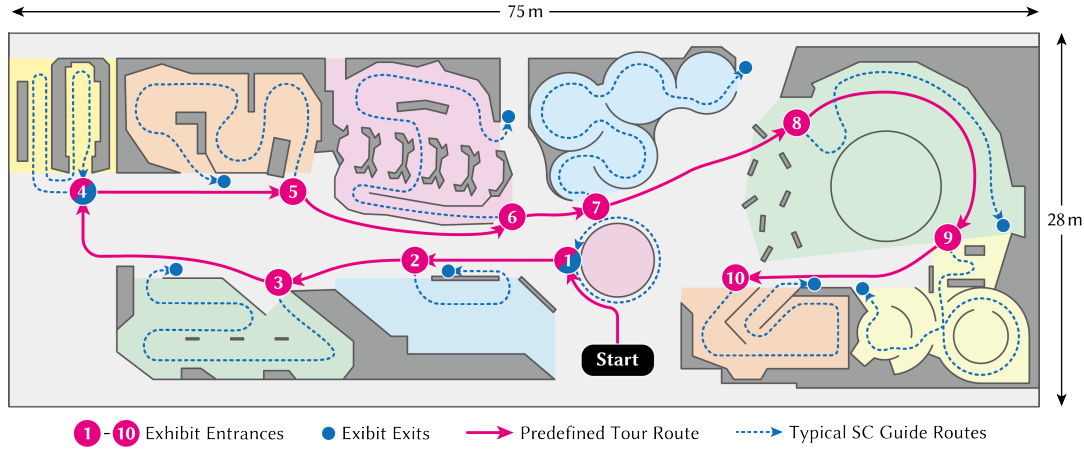 75 m
8
4
5
6
7
28 m
9
1
2
3
10
Start
1 - 10 Exhibit Entrances
Exibit Exits
Predefined Tour Route
Typical SC Guide Routes